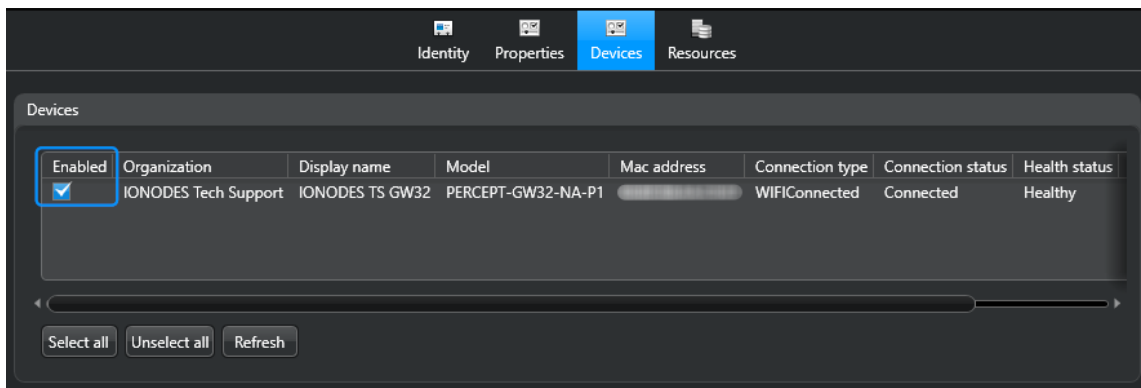 Identity Properties Devices Resources
Devices
Enabled Organization Display name Model Mac address Connection type Connection status Health status
IONODES Tech Support IONODES TS GW32 PERCEPT-GW32-NA-P1 WIFIConnected Connected Healthy
Select all Unselect all Refresh